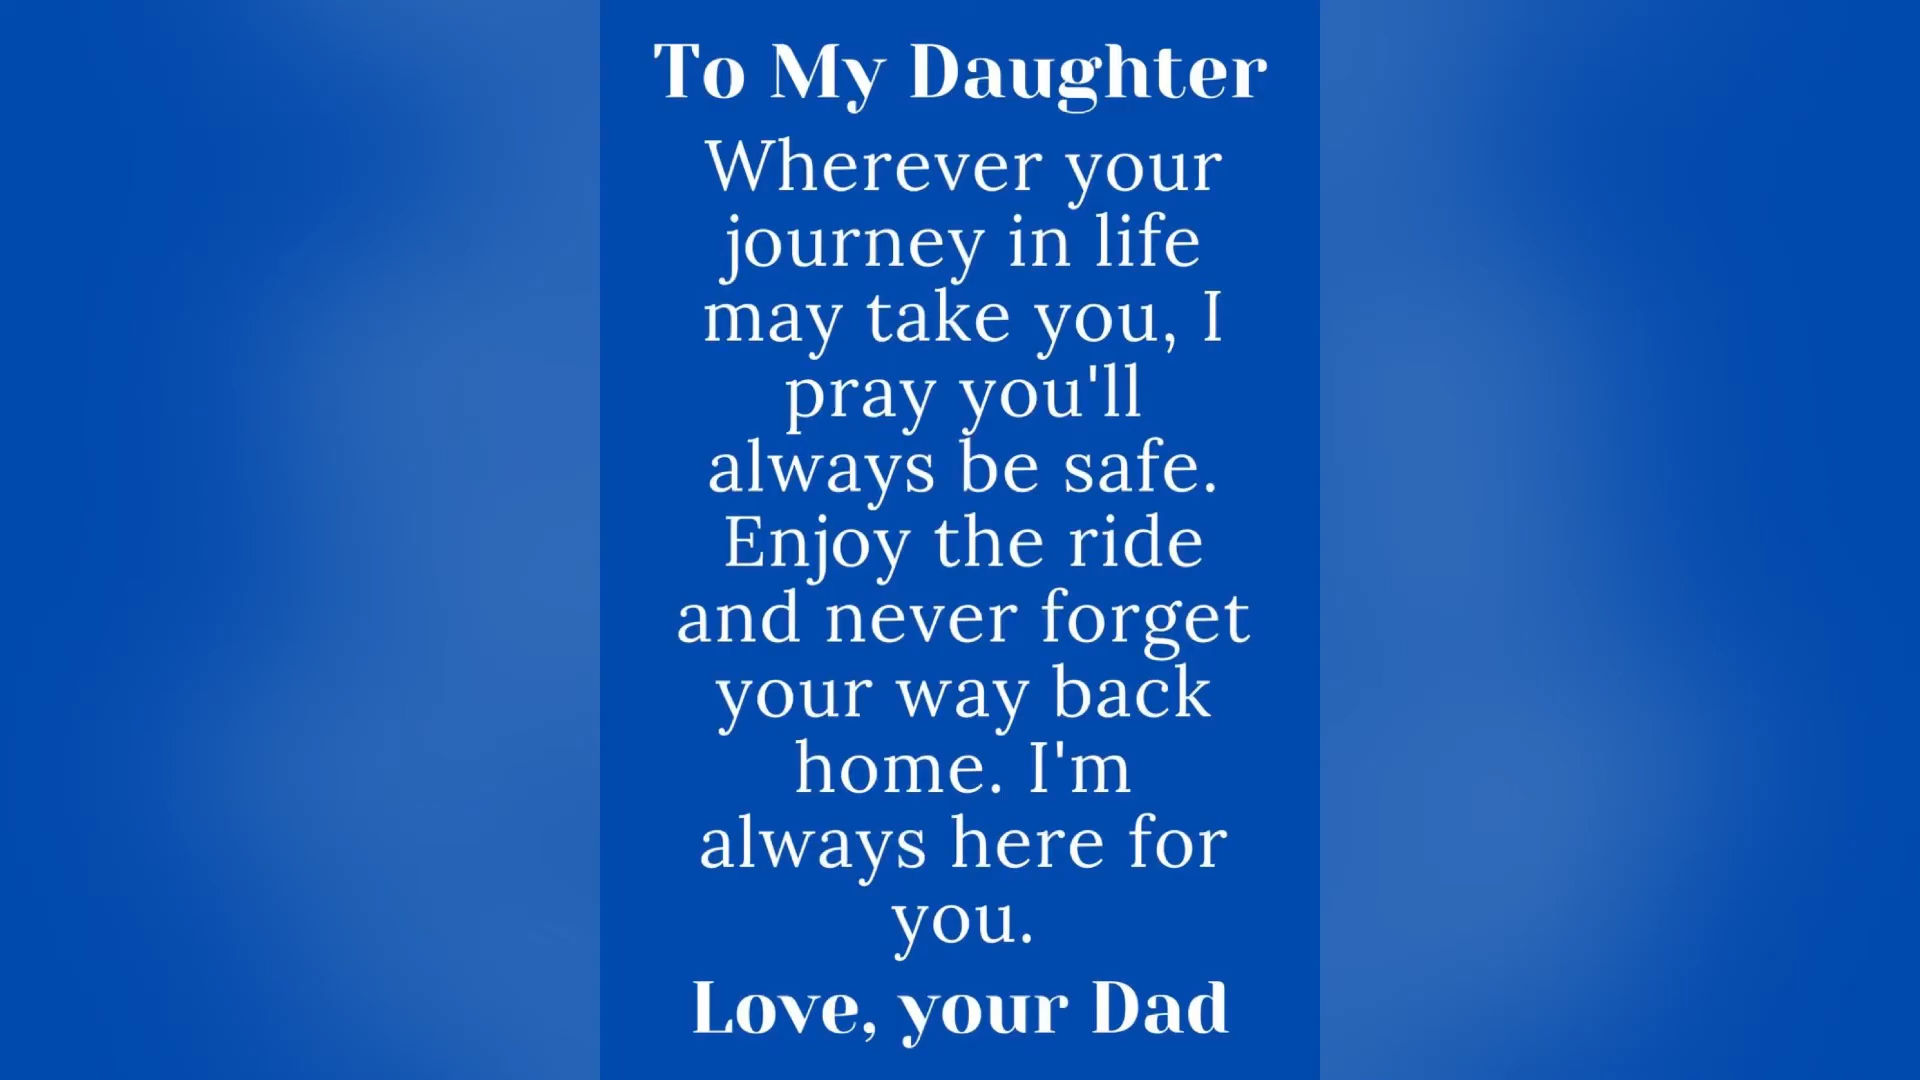 To My Daughter
Wherever your
journey in life
may take you, I
pray you'll
always be safe.
Enjoy the ride
and never forget
your way back
home. I'm
always here for
you.
Love, your Dad